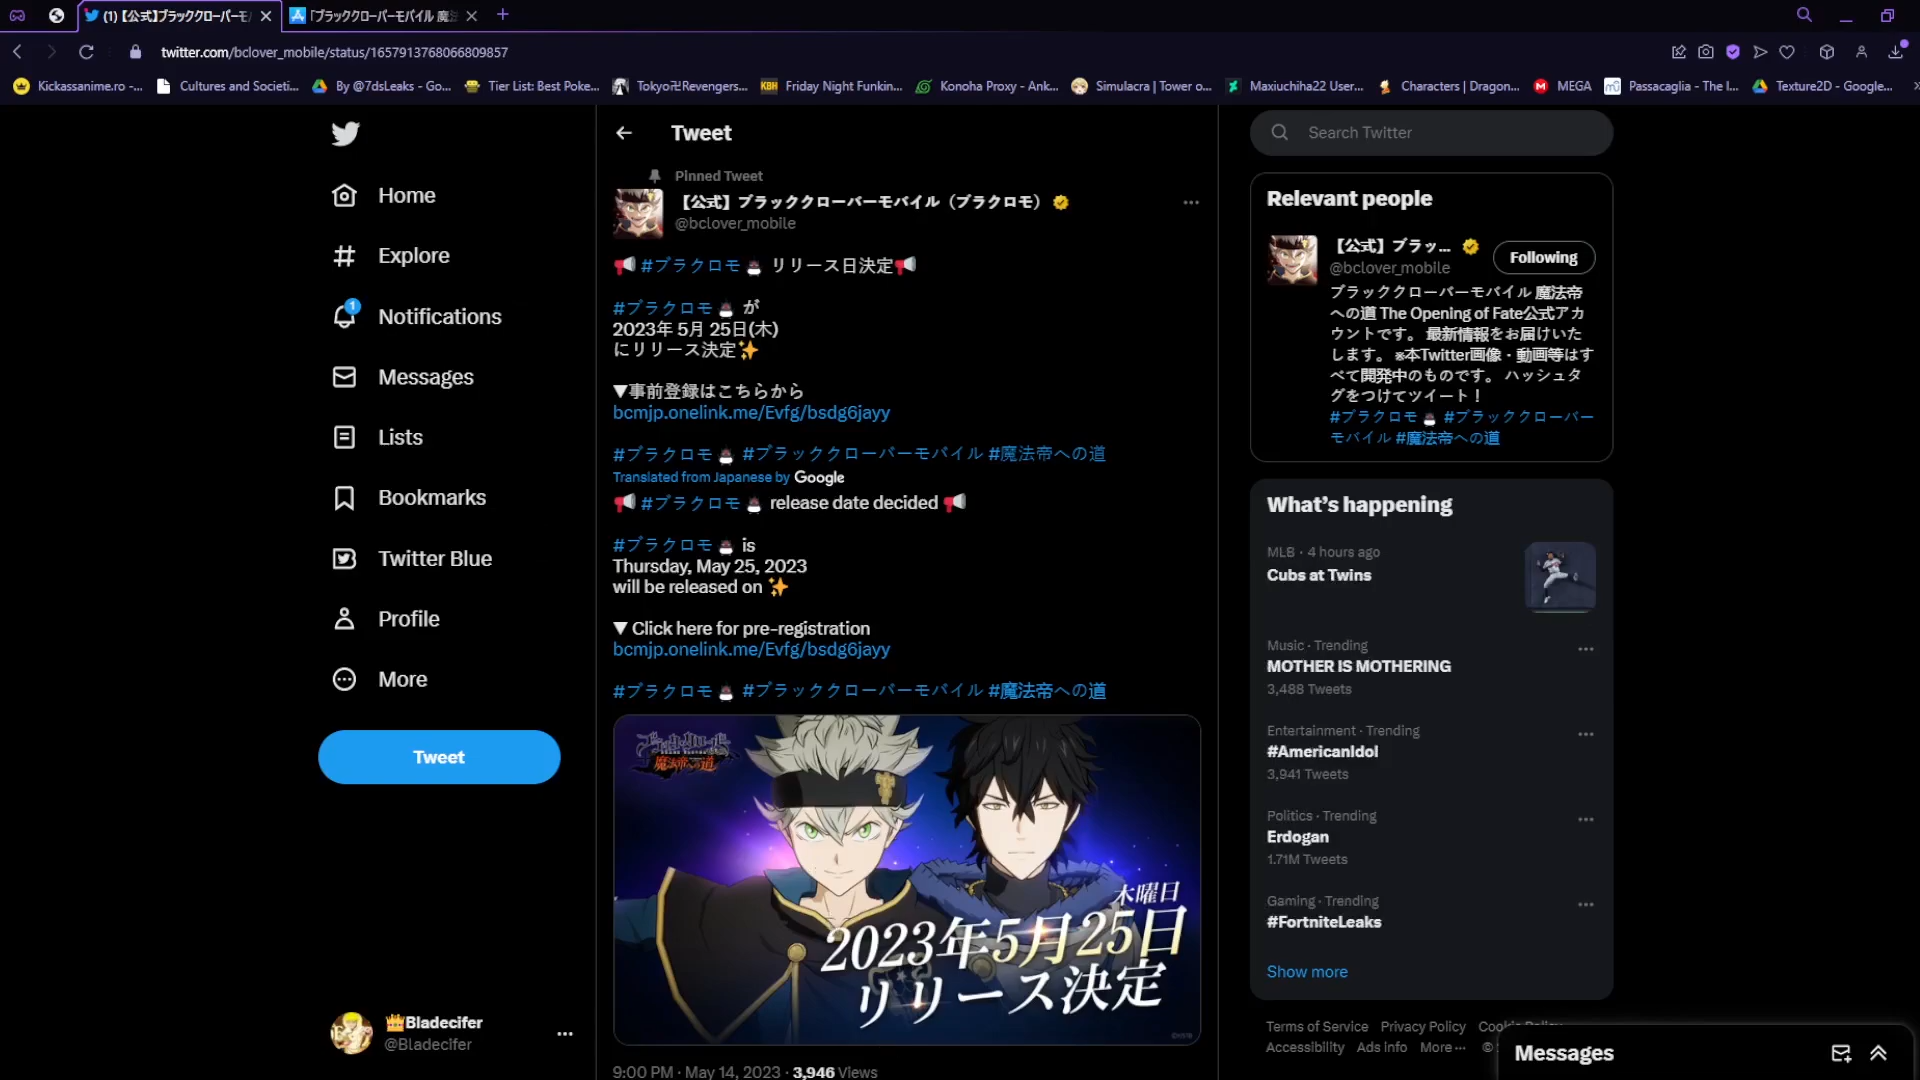 (1)【公式】ブラッククローバーモバ
「ブラッククローバーモバイル 魔法
twitter.com/bclover_mobile/status/1657913768066809857
Kickassanime.ro -...
Cultures and Societi...
By @7dsLeaks - Go...
Tier List: Best Poke...
Tokyo卍Revengers...
KBH
Friday Night Funkin...
Konoha Proxy - Ank...
Simulacra | Tower o...
Maxiuchiha22 User...
Characters | Dragon...
MEGA
Passacaglia - The I...
Texture2D - Google...
Home
Explore
1
Notifications
Messages
Lists
Bookmarks
Twitter Blue
Profile
More
Tweet
Bladecifer
@Bladecifer
Tweet
Pinned Tweet
【公式】ブラッククローバーモバイル（ブラクロモ）
@bclover_mobile
#ブラクロモ リリース日決定
#ブラクロモ が
2023年 5月 25日(木)
にリリース決定✨
▼事前登録はこちらから
bcmjp.onelink.me/Evfg/bsdg6jayy
#ブラクロモ #ブラッククローバーモバイル #魔法帝への道
Translated from Japanese by Google
#ブラクロモ release date decided
#ブラクロモ is
Thursday, May 25, 2023
will be released on ✨
▼ Click here for pre-registration
bcmjp.onelink.me/Evfg/bsdg6jayy
#ブラクロモ #ブラッククローバーモバイル #魔法帝への道
ブラッククローバー
魔法帝への道
木曜日
2023年5月25日
リリース決定
9:00 PM · May 14, 2023 · 3,946 Views
Search Twitter
Relevant people
【公式】ブラッ...
@bclover_mobile
Following
ブラッククローバーモバイル 魔法帝
への道 The Opening of Fate公式アカ
ウントです。 最新情報をお届けいた
します。 ※本Twitter画像・動画等はす
べて開発中のものです。 ハッシュタ
グをつけてツイート！
#ブラクロモ #ブラッククローバー
モバイル #魔法帝への道
What's happening
MLB · 4 hours ago
Cubs at Twins
Music · Trending
MOTHER IS MOTHERING
3,488 Tweets
Entertainment · Trending
#AmericanIdol
3,941 Tweets
Politics · Trending
Erdogan
1.71M Tweets
Gaming · Trending
#FortniteLeaks
Show more
Terms of Service Privacy Policy Cookie Policy
Accessibility Ads info More ··· ©
Messages